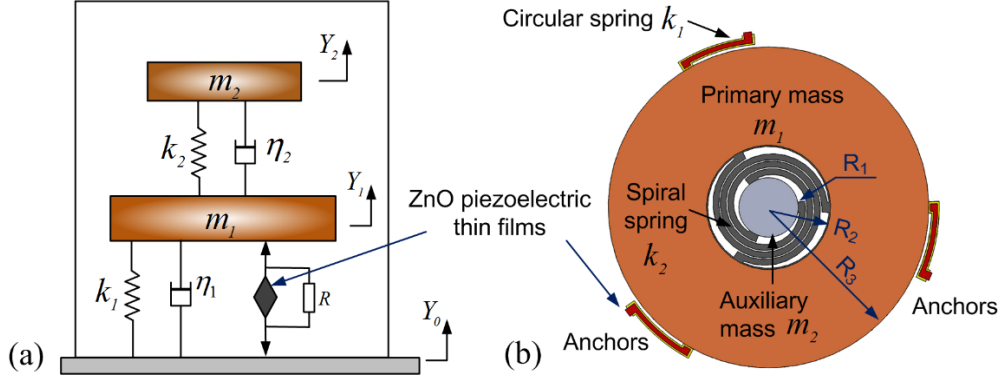 Y₂
m₂
k₂
η₂
Y₁
m₁
k₁
η₁
R
Y₀
(a)
ZnO piezoelectric
thin films
Circular spring k₁
Primary mass
m₁
R₁
Spiral
spring
k₂
R₂
R₃
Auxiliary
mass m₂
Anchors
Anchors
(b)